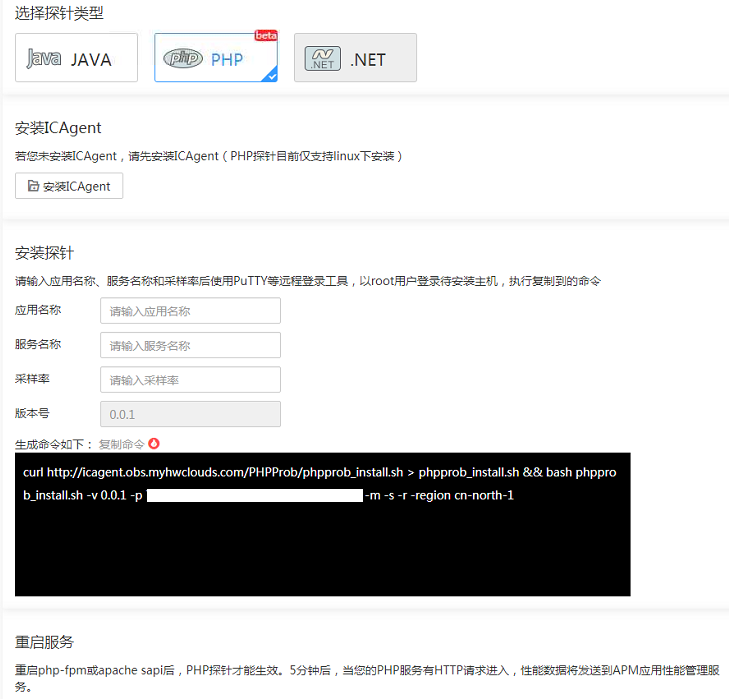 选择探针类型
Java JAVA
beta
php PHP
.NET .NET
安装ICAgent
若您未安装ICAgent，请先安装ICAgent（PHP探针目前仅支持linux下安装）
安装ICAgent
安装探针
请输入应用名称、服务名称和采样率后使用PuTTY等远程登录工具，以root用户登录待安装主机，执行复制到的命令
应用名称 请输入应用名称
服务名称 请输入服务名称
采样率 请输入采样率
版本号 0.0.1
生成命令如下： 复制命令
curl http://icagent.obs.myhwclouds.com/PHPProb/phpprob_install.sh > phpprob_install.sh && bash phppro
b_install.sh -v 0.0.1 -p -m -s -r -region cn-north-1
重启服务
重启php-fpm或apache sapi后，PHP探针才能生效。5分钟后，当您的PHP服务有HTTP请求进入，性能数据将发送到APM应用性能管理服
务。